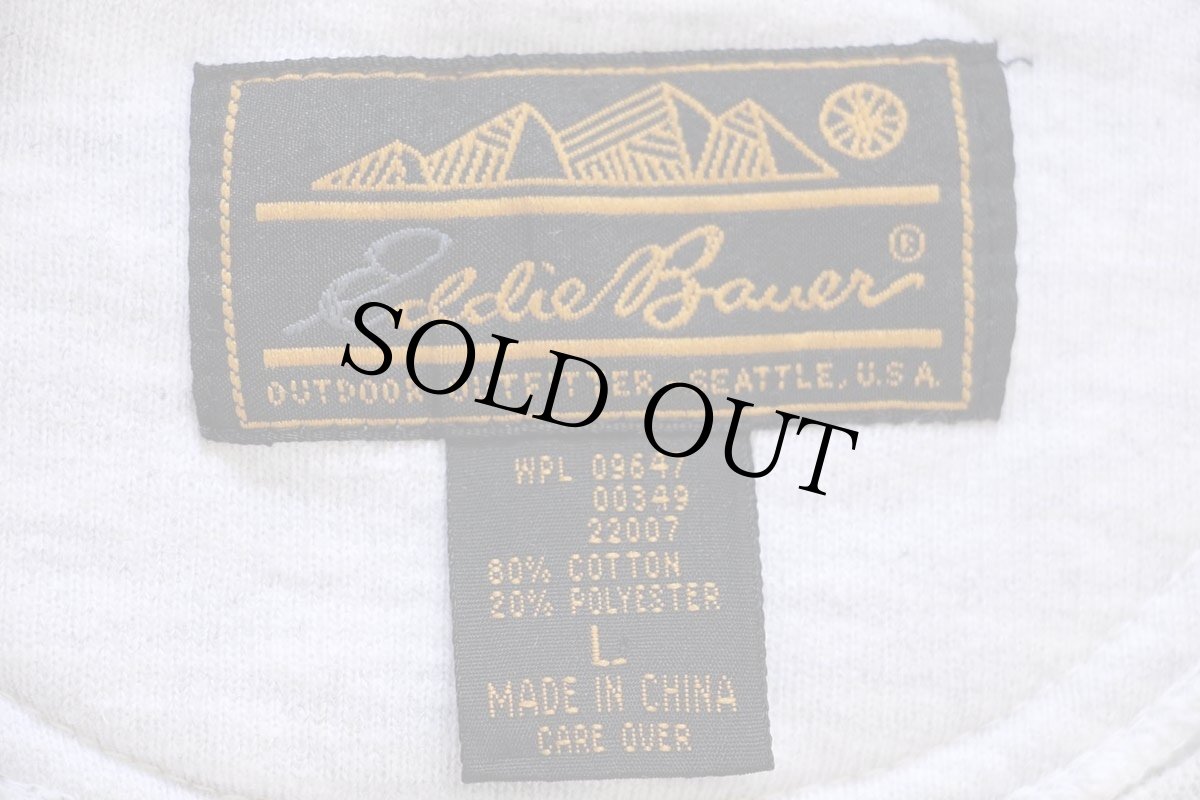 Eddie Bauer®
OUTDOOR OUTFITTER SEATTLE, U.S.A.
SOLD OUT
WPL 09647
00349
22007
80% COTTON
20% POLYESTER
L
MADE IN CHINA
CARE OVER